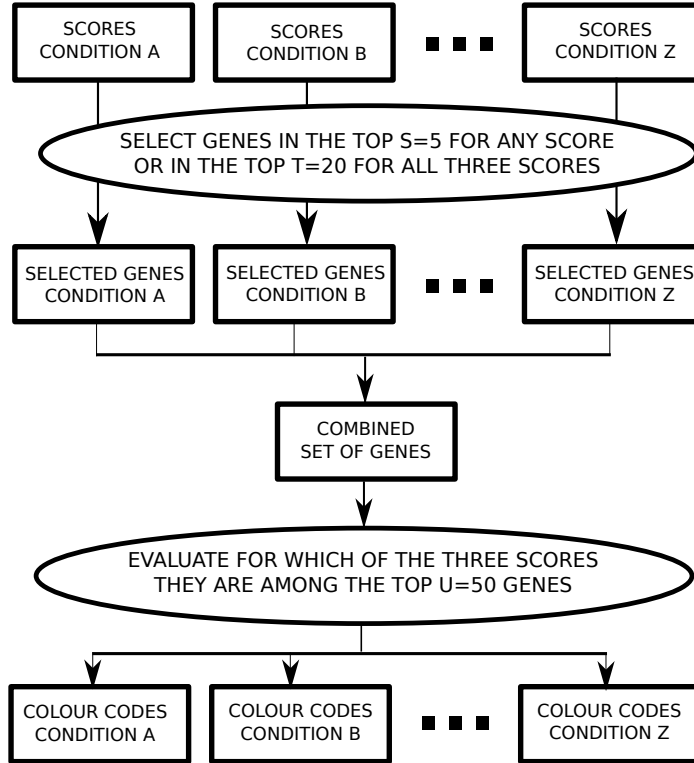 SCORES
CONDITION A
SCORES
CONDITION B
SCORES
CONDITION Z
SELECT GENES IN THE TOP S=5 FOR ANY SCORE
OR IN THE TOP T=20 FOR ALL THREE SCORES
SELECTED GENES
CONDITION A
SELECTED GENES
CONDITION B
SELECTED GENES
CONDITION Z
COMBINED
SET OF GENES
EVALUATE FOR WHICH OF THE THREE SCORES
THEY ARE AMONG THE TOP U=50 GENES
COLOUR CODES
CONDITION A
COLOUR CODES
CONDITION B
COLOUR CODES
CONDITION Z